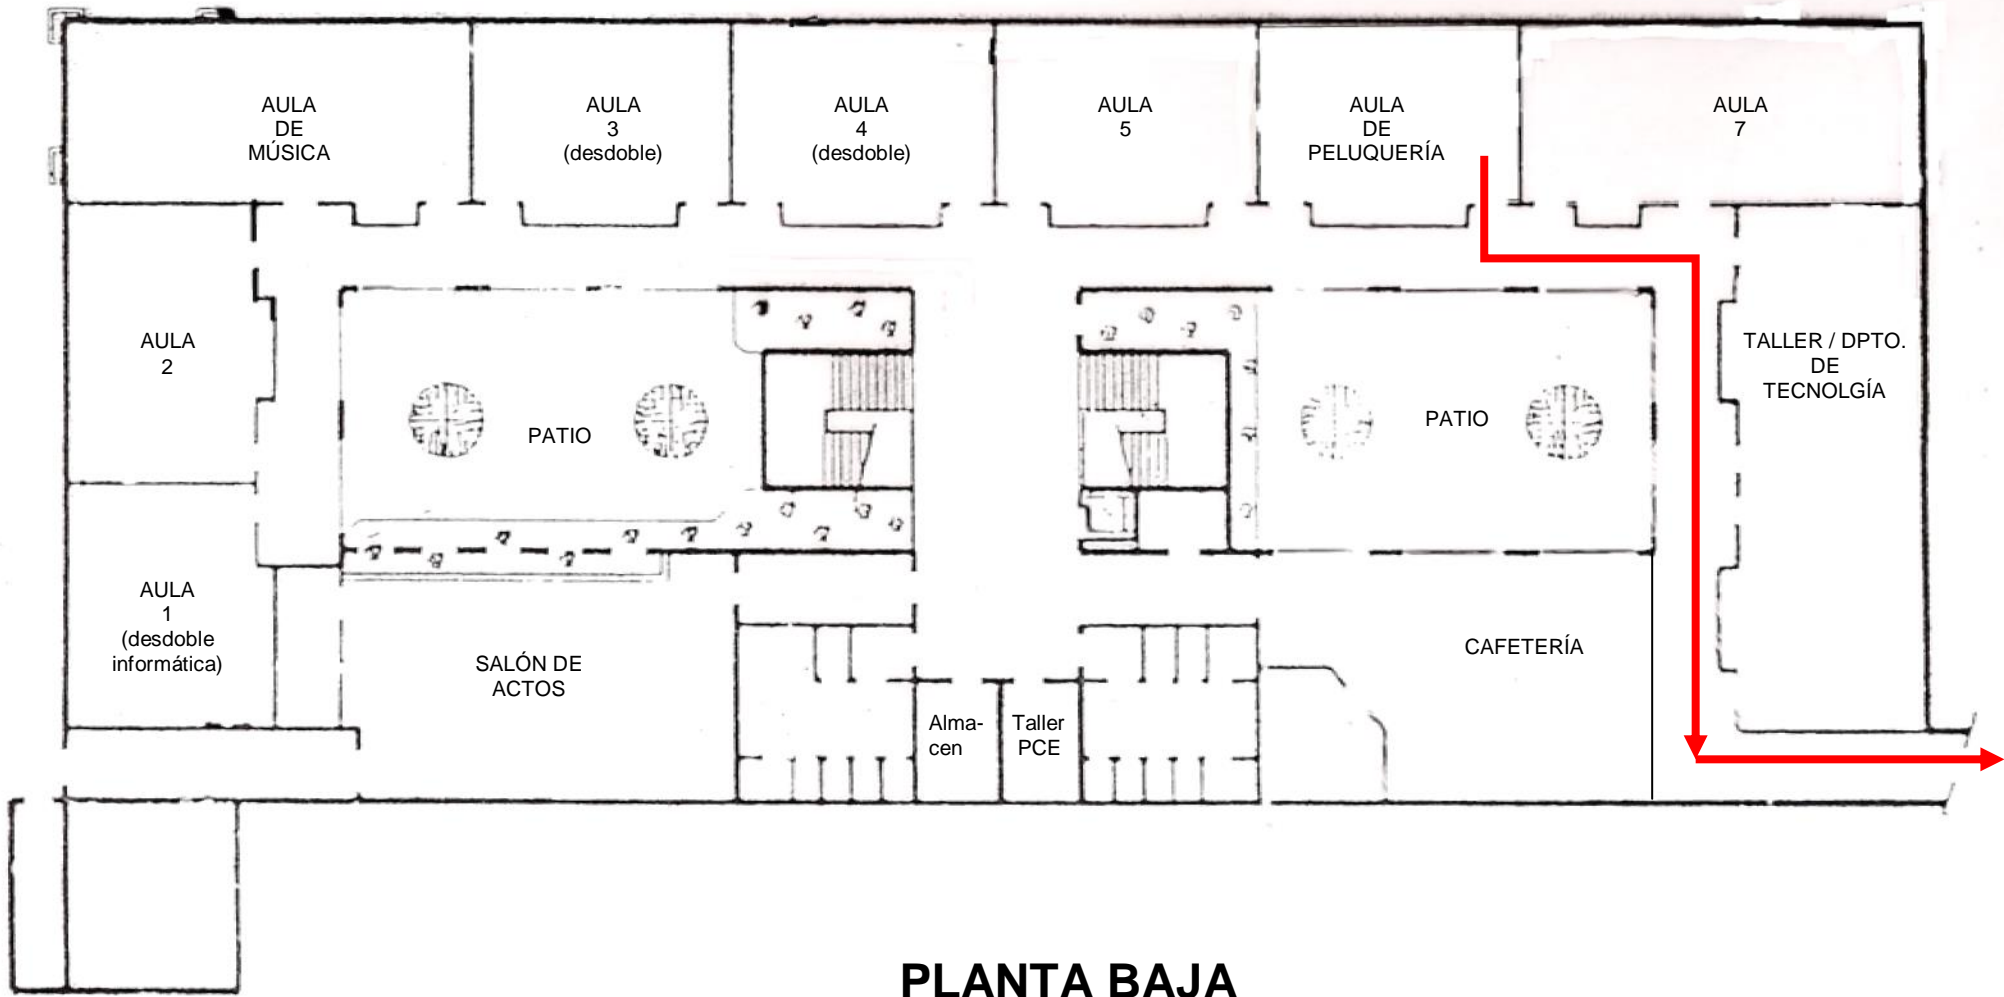 AULA
DE
MÚSICA
AULA
3
(desdoble)
AULA
4
(desdoble)
AULA
5
AULA
DE
PELUQUERÍA
AULA
7
AULA
2
PATIO
PATIO
TALLER / DPTO.
DE
TECNOLGÍA
AULA
1
(desdoble
informática)
SALÓN DE
ACTOS
Alma-
cen
Taller
PCE
CAFETERÍA
PLANTA BAJA